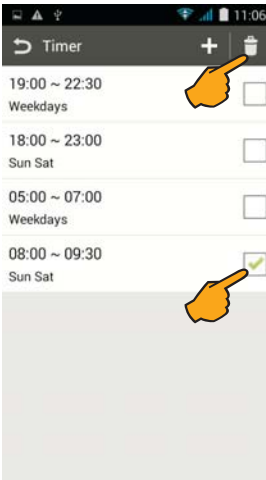 11:06
Timer
19:00 ~ 22:30
Weekdays
18:00 ~ 23:00
Sun Sat
05:00 ~ 07:00
Weekdays
08:00 ~ 09:30
Sun Sat